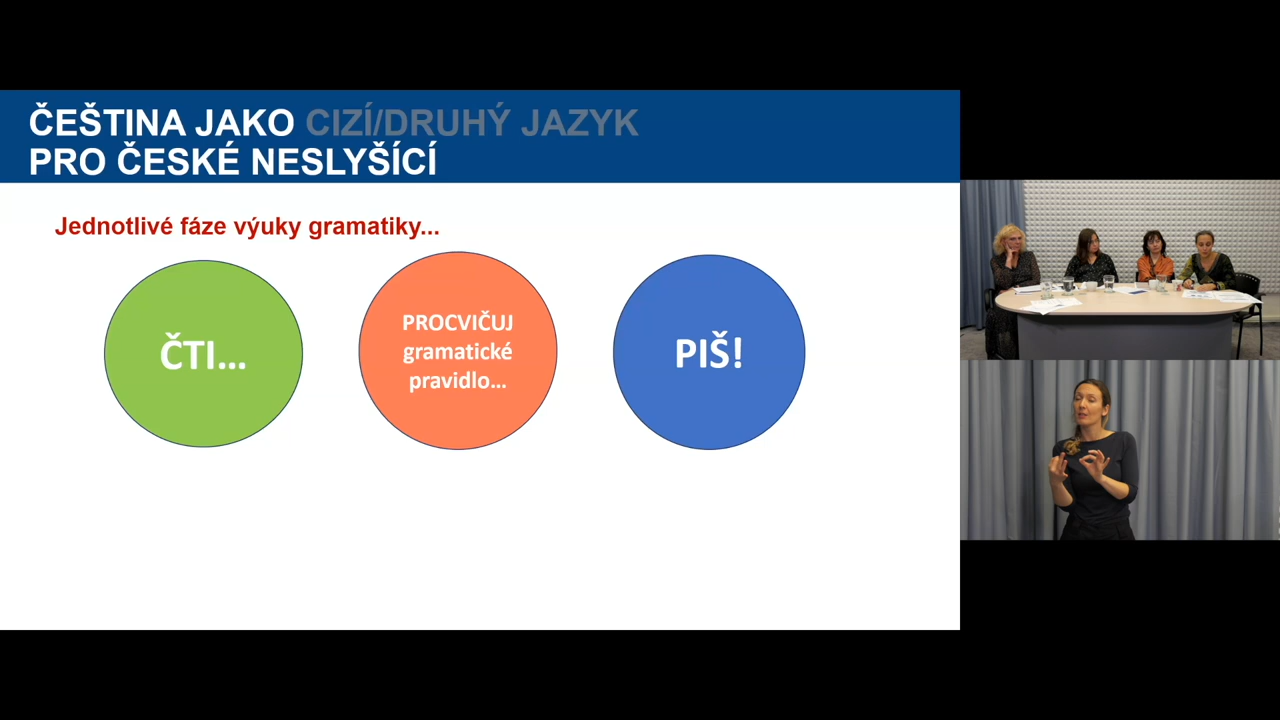 ČEŠTINA JAKO CIZÍ/DRUHÝ JAZYK
PRO ČESKÉ NESLYŠÍCÍ
Jednotlivé fáze výuky gramatiky...
ČTI...
PROCVIČUJ
gramatické
pravidlo...
PIŠ!